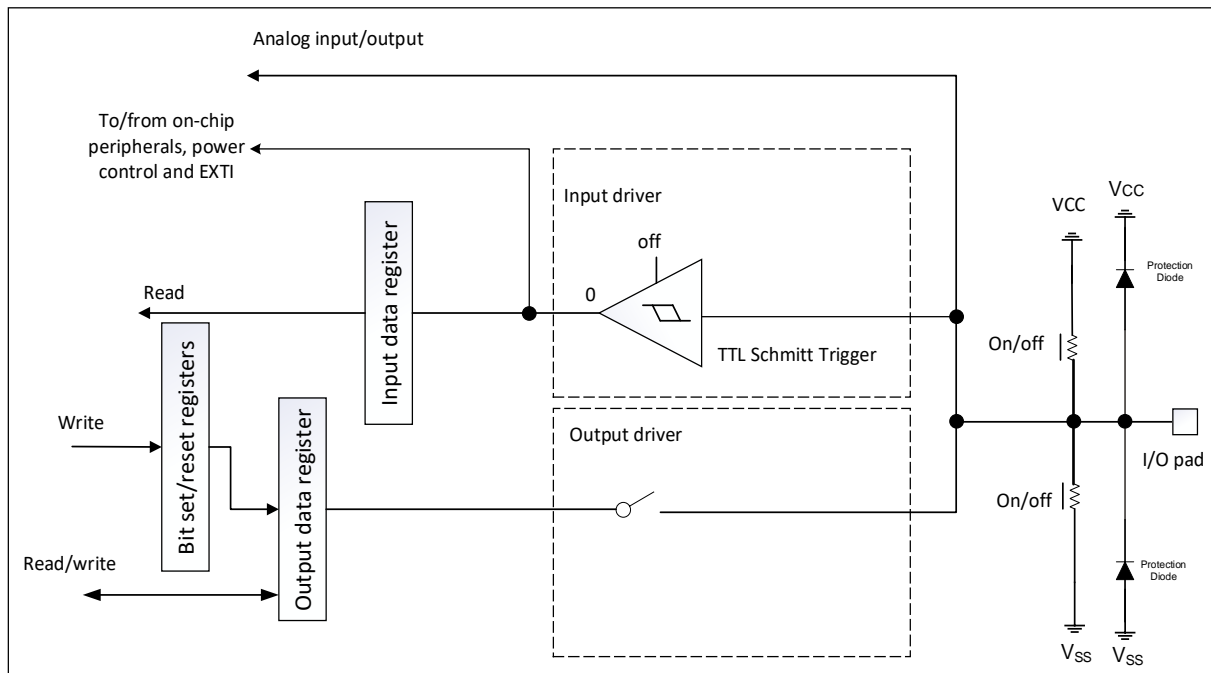 Analog input/output
To/from on-chip
peripherals, power
control and EXTI
Input driver
off
0
TTL Schmitt Trigger
Input data register
Read
Bit set/reset registers
Write
Output data register
Read/write
Output driver
VCC
VCC
On/off
On/off
Protection
Diode
I/O pad
Protection
Diode
VSS
VSS